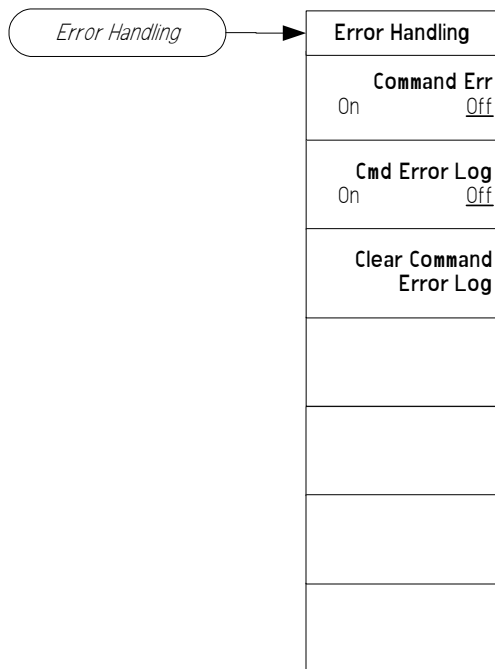 Error Handling
Error Handling
Command Err
On Off
Cmd Error Log
On Off
Clear Command
Error Log